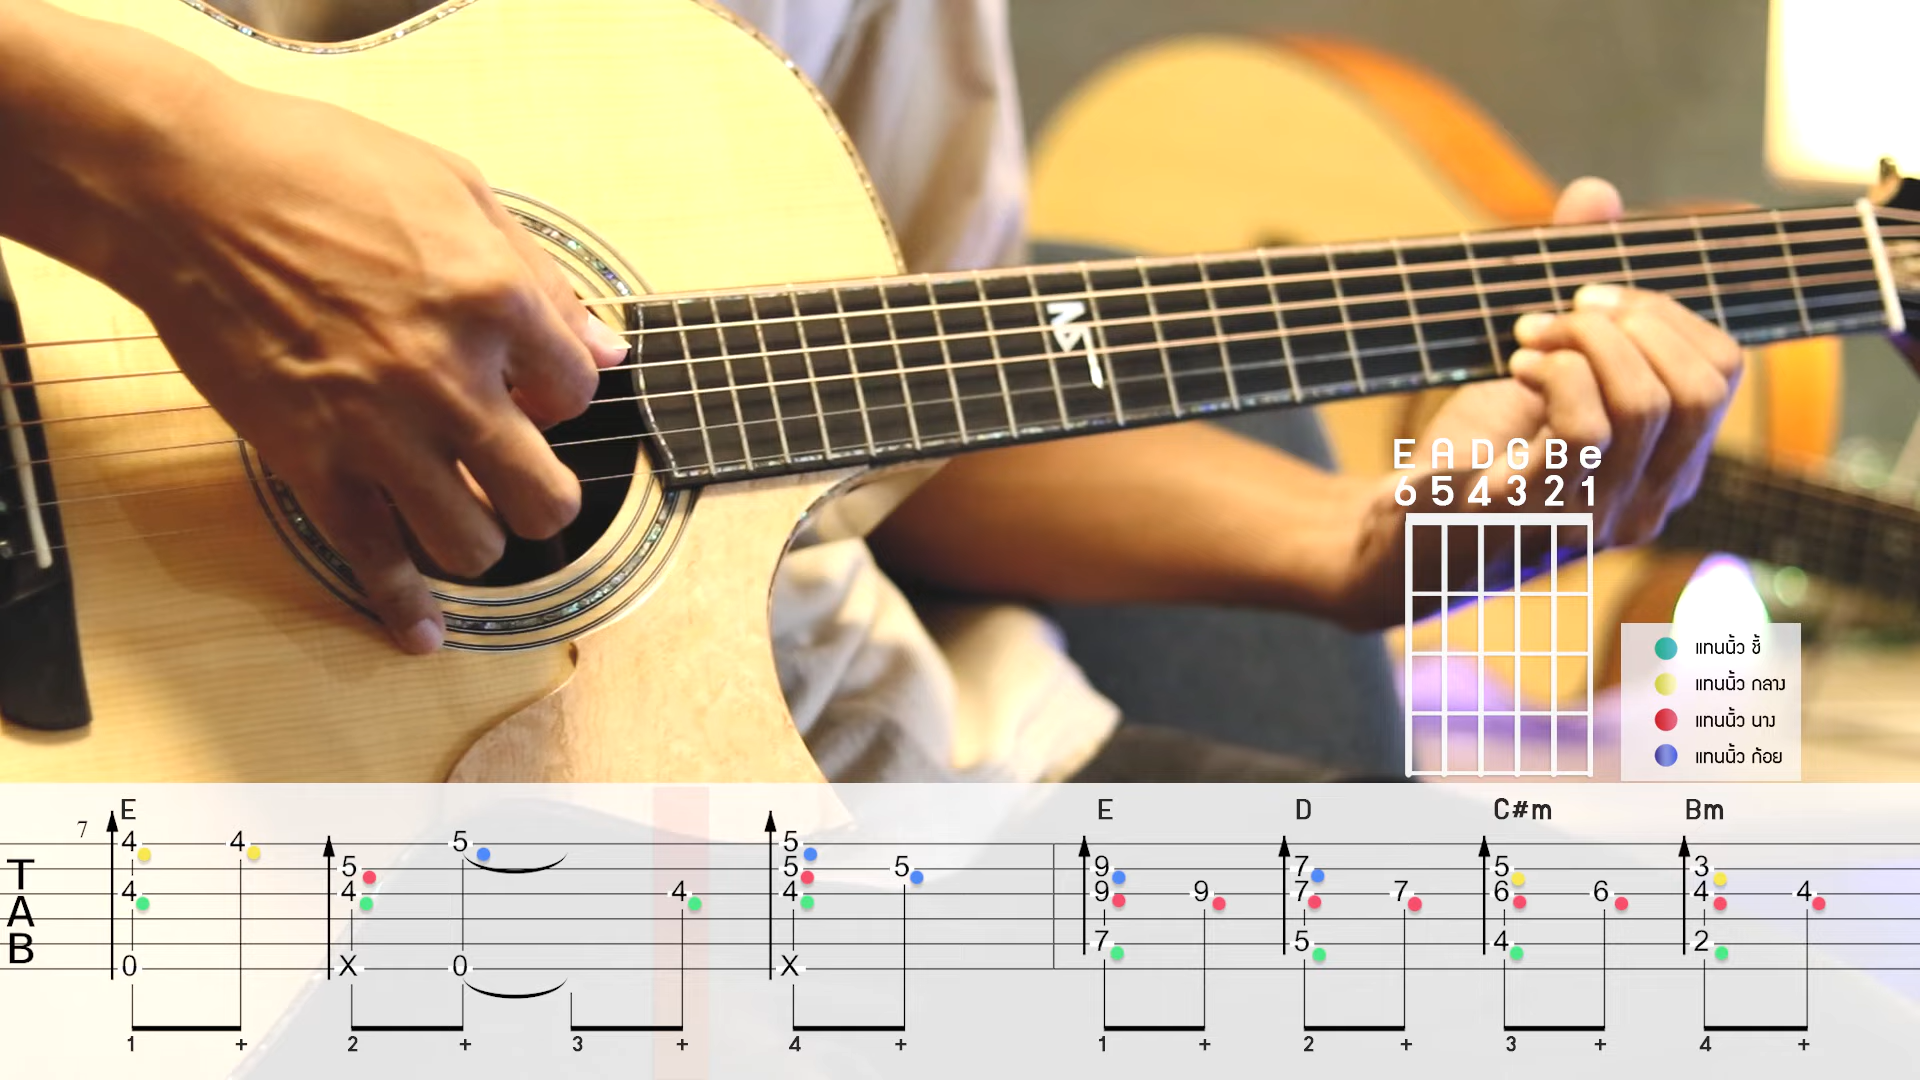 E A D G B e
6 5 4 3 2 1
แทนนิ้ว ชี้
แทนนิ้ว กลาง
แทนนิ้ว นาง
แทนนิ้ว ก้อย
E E D C#m Bm
7
4 4 5 5
5 5 5 9 7 5 3
4 4 4 4 9 9 7 7 6 6 4 4
7 5 4 2
0 X 0 X
T
A
B
1 + 2 + 3 + 4 + 1 + 2 + 3 + 4 +